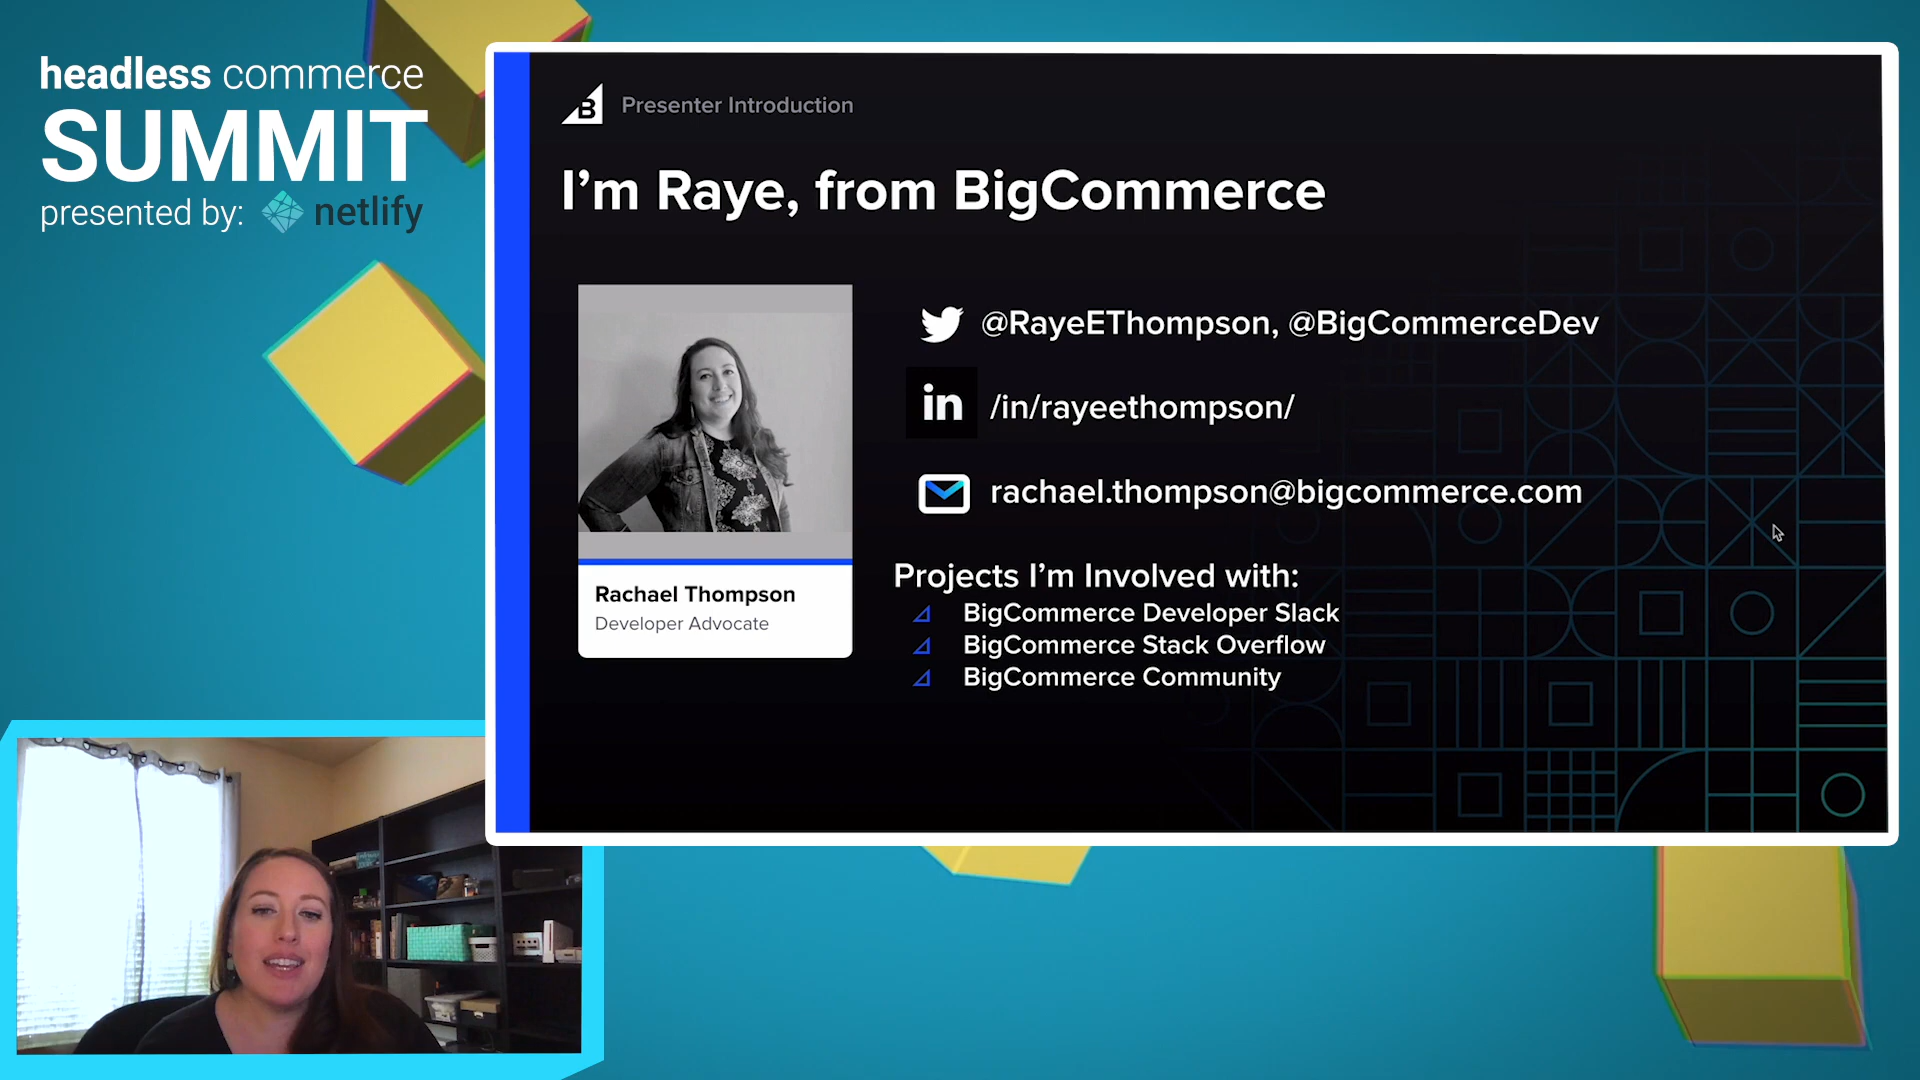 headless commerce
SUMMIT
presented by: netlify
B
Presenter Introduction
I'm Raye, from BigCommerce
@RayeEThompson, @BigCommerceDev
in /in/rayeethompson/
rachael.thompson@bigcommerce.com
Rachael Thompson
Developer Advocate
Projects I'm Involved with:
BigCommerce Developer Slack
BigCommerce Stack Overflow
BigCommerce Community